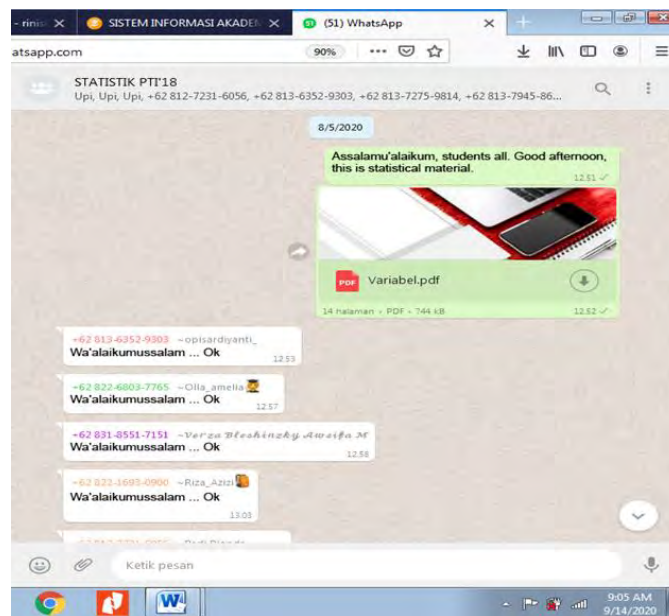 - rinis
SISTEM INFORMASI AKADEM
(51) WhatsApp
atsapp.com
90%
STATISTIK PTI'18
Upi, Upi, Upi, +62 812-7231-6056, +62 813-6352-9303, +62 813-7275-9814, +62 813-7945-86...
8/5/2020
Assalamu'alaikum, students all. Good afternoon,
this is statistical material.
12.51
PDF
Variabel.pdf
14 halaman • PDF • 744 kB
12.52
+62 813-6352-9303 ~opisardiyanti_
Wa'alaikumussalam ... Ok
12.53
+62 822-6803-7765 ~Olla_amelia
Wa'alaikumussalam ... Ok
12.57
+62 831-8551-7151 ~Verza Bleshinzky Aweifa M
Wa'alaikumussalam ... Ok
12.58
+62 822-1693-0900 ~Riza_Azizi
Wa'alaikumussalam ... Ok
13.03
Ketik pesan
9:05 AM
9/14/2020